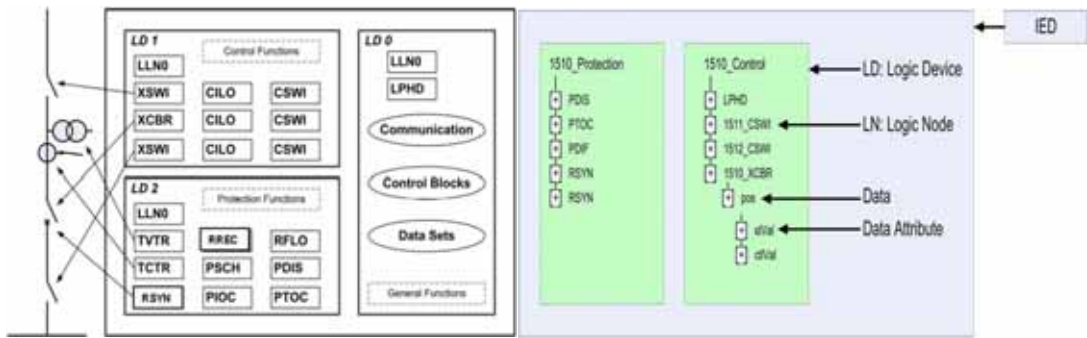 LD 1
Control Functions
LLN0
XSWI CILO CSWI
XCBR CILO CSWI
XSWI CILO CSWI
LD 2
Protection Functions
LLN0
TVTR RREC RFLO
TCTR PSCH PDIS
RSYN PIOC PTOC
LD 0
LLN0
LPHD
Communication
Control Blocks
Data Sets
General Functions
1510_Protection
PDIS
PTOC
PDIF
RSYN
RSYN
1510_Control
LPHD
1511_CSWI
1512_CSWI
1510_XCBR
pos
stVal
ctlVal
IED
LD: Logic Device
LN: Logic Node
Data
Data Attribute